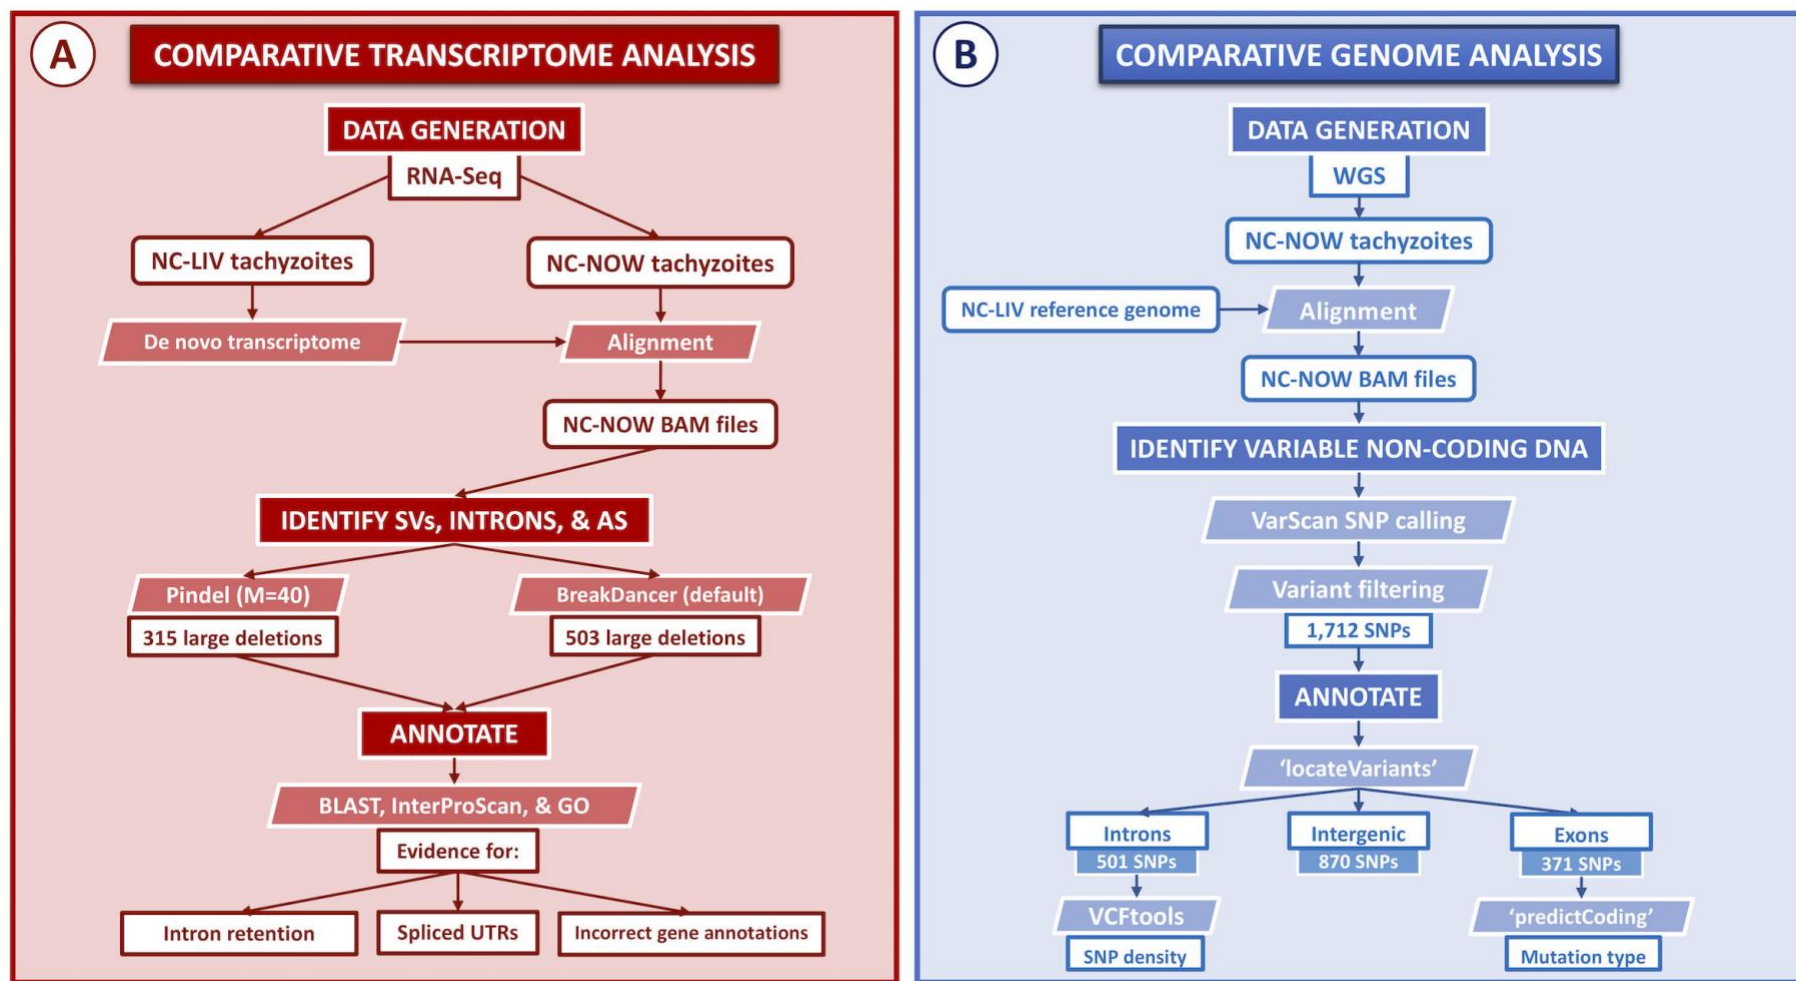 A
COMPARATIVE TRANSCRIPTOME ANALYSIS
DATA GENERATION
RNA-Seq
NC-LIV tachyzoites
NC-NOW tachyzoites
De novo transcriptome
Alignment
NC-NOW BAM files
IDENTIFY SVs, INTRONS, & AS
Pindel (M=40)
BreakDancer (default)
315 large deletions
503 large deletions
ANNOTATE
BLAST, InterProScan, & GO
Evidence for:
Intron retention
Spliced UTRs
Incorrect gene annotations
B
COMPARATIVE GENOME ANALYSIS
DATA GENERATION
WGS
NC-NOW tachyzoites
NC-LIV reference genome
Alignment
NC-NOW BAM files
IDENTIFY VARIABLE NON-CODING DNA
VarScan SNP calling
Variant filtering
1,712 SNPs
ANNOTATE
‘locateVariants’
Introns
Intergenic
Exons
501 SNPs
870 SNPs
371 SNPs
VCFtools
‘predictCoding’
SNP density
Mutation type